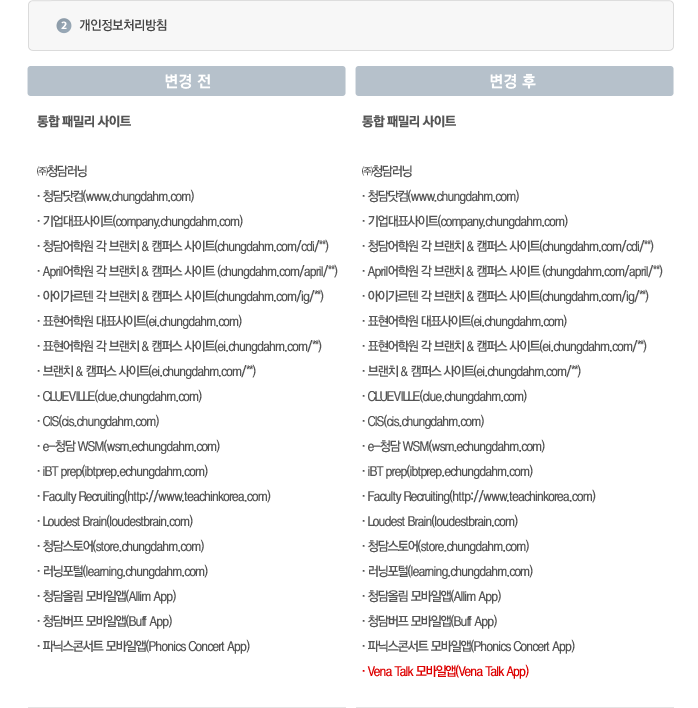 2 개인정보처리방침
변경 전
통합 패밀리 사이트
㈜청담러닝
· 청담닷컴(www.chungdahm.com)
· 기업대표사이트(company.chungdahm.com)
· 청담어학원 각 브랜치 & 캠퍼스 사이트(chungdahm.com/cdi/**)
· April어학원 각 브랜치 & 캠퍼스 사이트 (chungdahm.com/april/**)
· 아이가르텐 각 브랜치 & 캠퍼스 사이트(chungdahm.com/ig/**)
· 표현어학원 대표사이트(ei.chungdahm.com)
· 표현어학원 각 브랜치 & 캠퍼스 사이트(ei.chungdahm.com/**)
· 브랜치 & 캠퍼스 사이트(ei.chungdahm.com/**)
· CLUEVILLE(clue.chungdahm.com)
· CIS(cis.chungdahm.com)
· e-청담 WSM(wsm.echungdahm.com)
· iBT prep(ibtprep.echungdahm.com)
· Faculty Recruiting(http://www.teachinkorea.com)
· Loudest Brain(loudestbrain.com)
· 청담스토어(store.chungdahm.com)
· 러닝포털(learning.chungdahm.com)
· 청담올림 모바일앱(Allim App)
· 청담버프 모바일앱(Buff App)
· 파닉스콘서트 모바일앱(Phonics Concert App)
변경 후
통합 패밀리 사이트
㈜청담러닝
· 청담닷컴(www.chungdahm.com)
· 기업대표사이트(company.chungdahm.com)
· 청담어학원 각 브랜치 & 캠퍼스 사이트(chungdahm.com/cdi/**)
· April어학원 각 브랜치 & 캠퍼스 사이트 (chungdahm.com/april/**)
· 아이가르텐 각 브랜치 & 캠퍼스 사이트(chungdahm.com/ig/**)
· 표현어학원 대표사이트(ei.chungdahm.com)
· 표현어학원 각 브랜치 & 캠퍼스 사이트(ei.chungdahm.com/**)
· 브랜치 & 캠퍼스 사이트(ei.chungdahm.com/**)
· CLUEVILLE(clue.chungdahm.com)
· CIS(cis.chungdahm.com)
· e-청담 WSM(wsm.echungdahm.com)
· iBT prep(ibtprep.echungdahm.com)
· Faculty Recruiting(http://www.teachinkorea.com)
· Loudest Brain(loudestbrain.com)
· 청담스토어(store.chungdahm.com)
· 러닝포털(learning.chungdahm.com)
· 청담올림 모바일앱(Allim App)
· 청담버프 모바일앱(Buff App)
· 파닉스콘서트 모바일앱(Phonics Concert App)
· Vena Talk 모바일앱(Vena Talk App)